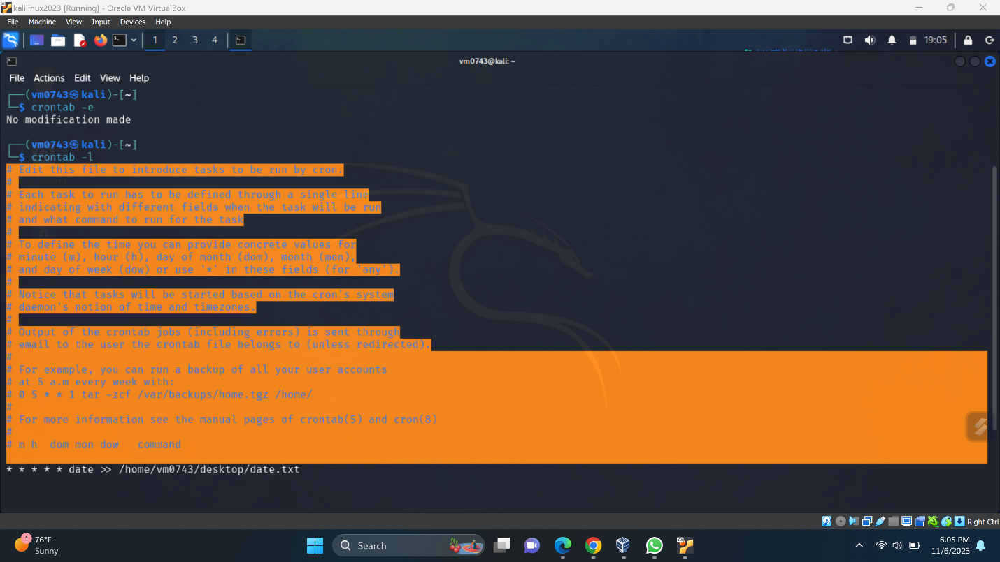 kalilinux2023 [Running] - Oracle VM VirtualBox
File Machine View Input Devices Help
1 2 3 4
19:05
vm0743@kali: ~
File Actions Edit View Help
┌──(vm0743㉿kali)-[~]
└─$ crontab -e
No modification made
┌──(vm0743㉿kali)-[~]
└─$ crontab -l
# Edit this file to introduce tasks to be run by cron.
#
# Each task to run has to be defined through a single line
# indicating with different fields when the task will be run
# and what command to run for the task
#
# To define the time you can provide concrete values for
# minute (m), hour (h), day of month (dom), month (mon),
# and day of week (dow) or use '*' in these fields (for 'any').
#
# Notice that tasks will be started based on the cron's system
# daemon's notion of time and timezones.
#
# Output of the crontab jobs (including errors) is sent through
# email to the user the crontab file belongs to (unless redirected).
#
# For example, you can run a backup of all your user accounts
# at 5 a.m every week with:
# 0 5 * * 1 tar -zcf /var/backups/home.tgz /home/
#
# For more information see the manual pages of crontab(5) and cron(8)
#
# m h  dom mon dow   command
* * * * * date >> /home/vm0743/desktop/date.txt
Right Ctrl
1
76°F
Sunny
Search
6:05 PM
11/6/2023